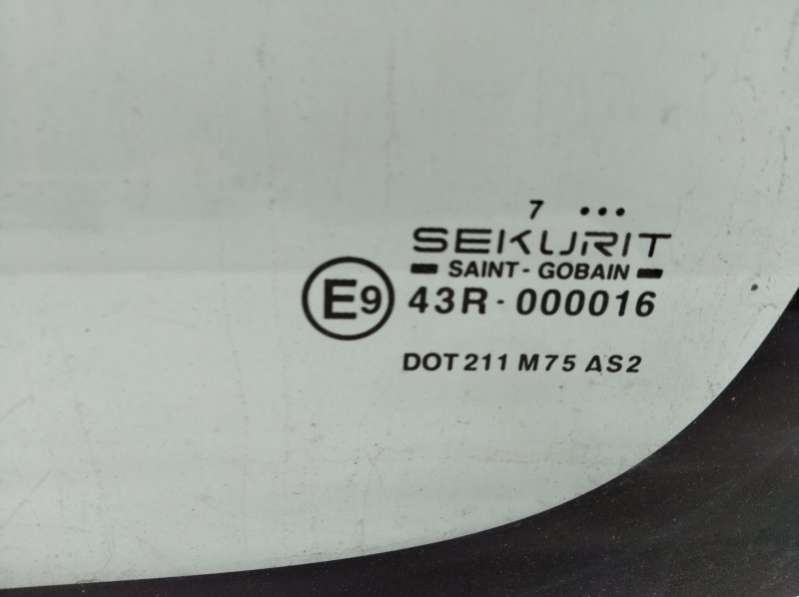 7 •••
SEKURIT
SAINT-GOBAIN
E9 43R-000016
DOT 211 M75 AS2